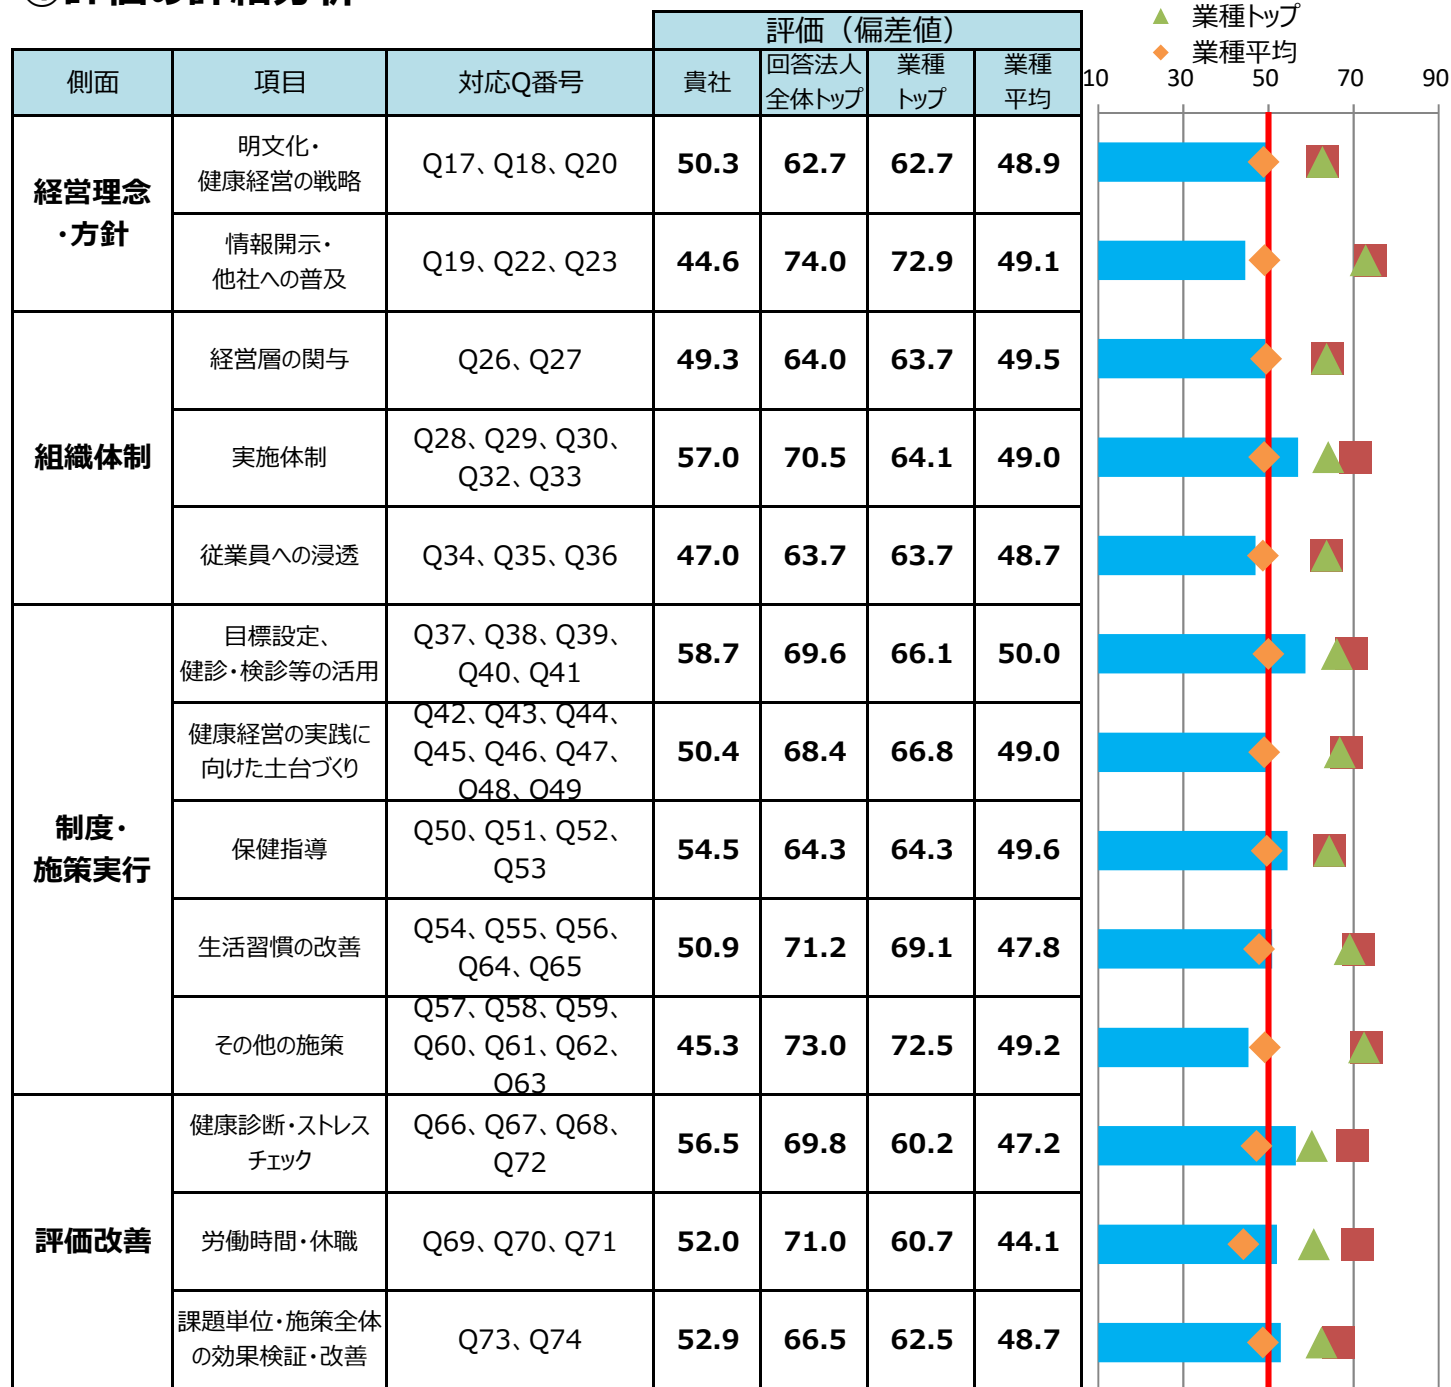 評価（偏差値）
▲ 業種トップ
◆ 業種平均
側面 項目 対応Q番号 貴社 回答法人 業種 業種
全体トップ トップ 平均
10 30 50 70 90
経営理念
・方針
明文化・
健康経営の戦略
Q17、Q18、Q20 50.3 62.7 62.7 48.9
情報開示・
他社への普及
Q19、Q22、Q23 44.6 74.0 72.9 49.1
組織体制
経営層の関与 Q26、Q27 49.3 64.0 63.7 49.5
実施体制
Q28、Q29、Q30、
Q32、Q33
57.0 70.5 64.1 49.0
従業員への浸透 Q34、Q35、Q36 47.0 63.7 63.7 48.7
制度・
施策実行
目標設定、
健診・検診等の活用
Q37、Q38、Q39、
Q40、Q41
58.7 69.6 66.1 50.0
健康経営の実践に
向けた土台づくり
Q42、Q43、Q44、
Q45、Q46、Q47、
Q48、Q49
50.4 68.4 66.8 49.0
保健指導
Q50、Q51、Q52、
Q53
54.5 64.3 64.3 49.6
生活習慣の改善
Q54、Q55、Q56、
Q64、Q65
50.9 71.2 69.1 47.8
その他の施策
Q57、Q58、Q59、
Q60、Q61、Q62、
Q63
45.3 73.0 72.5 49.2
評価改善
健康診断・ストレス
チェック
Q66、Q67、Q68、
Q72
56.5 69.8 60.2 47.2
労働時間・休職 Q69、Q70、Q71 52.0 71.0 60.7 44.1
課題単位・施策全体
の効果検証・改善
Q73、Q74 52.9 66.5 62.5 48.7